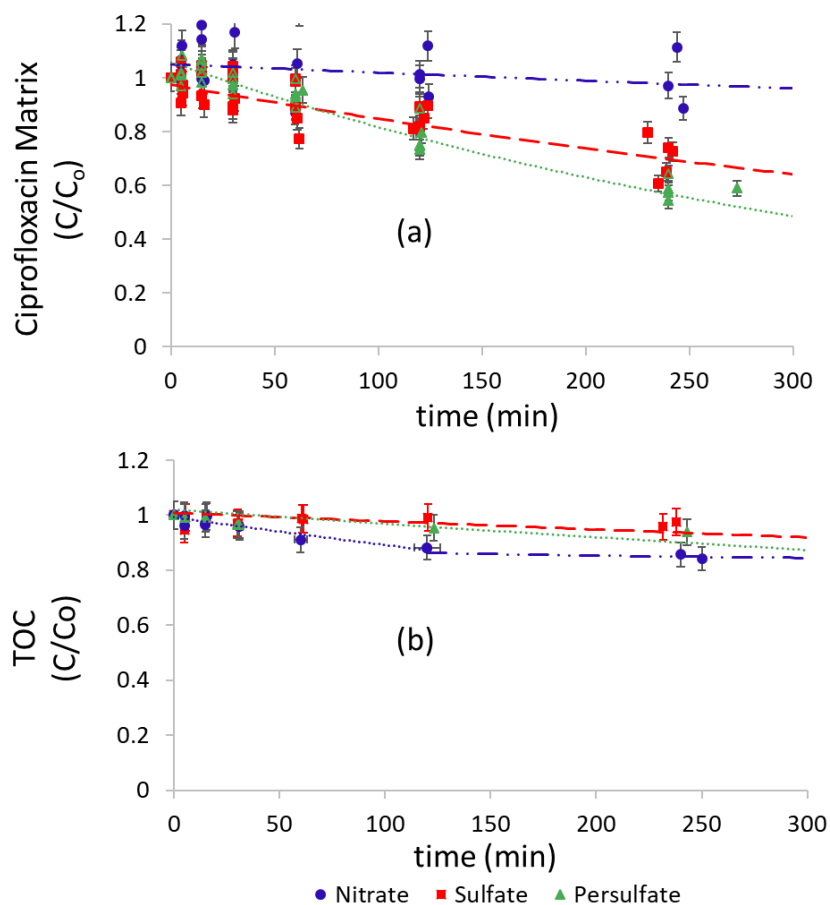 1.2
1
0.8
0.6
0.4
0.2
0
Ciprofloxacin Matrix
(C/Co)
(a)
0 50 100 150 200 250 300
time (min)
1.2
1
0.8
0.6
0.4
0.2
0
TOC
(C/Co)
(b)
0 50 100 150 200 250 300
time (min)
Nitrate Sulfate Persulfate